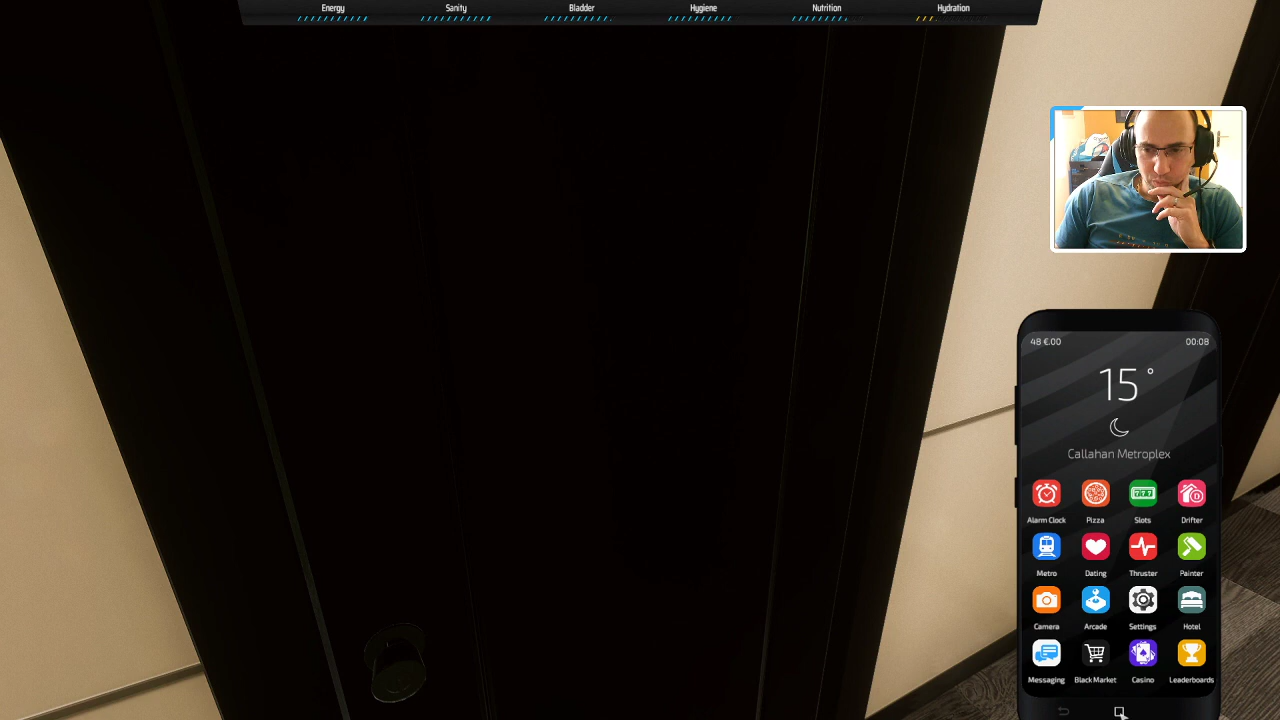 Energy Sanity Bladder Hygiene Nutrition Hydration
48 €.00 00:08
15°
Callahan Metroplex
777
Alarm Clock Pizza Slots Drifter
Metro Dating Thruster Painter
Camera Arcade Settings Hotel
Messaging Black Market Casino Leaderboards